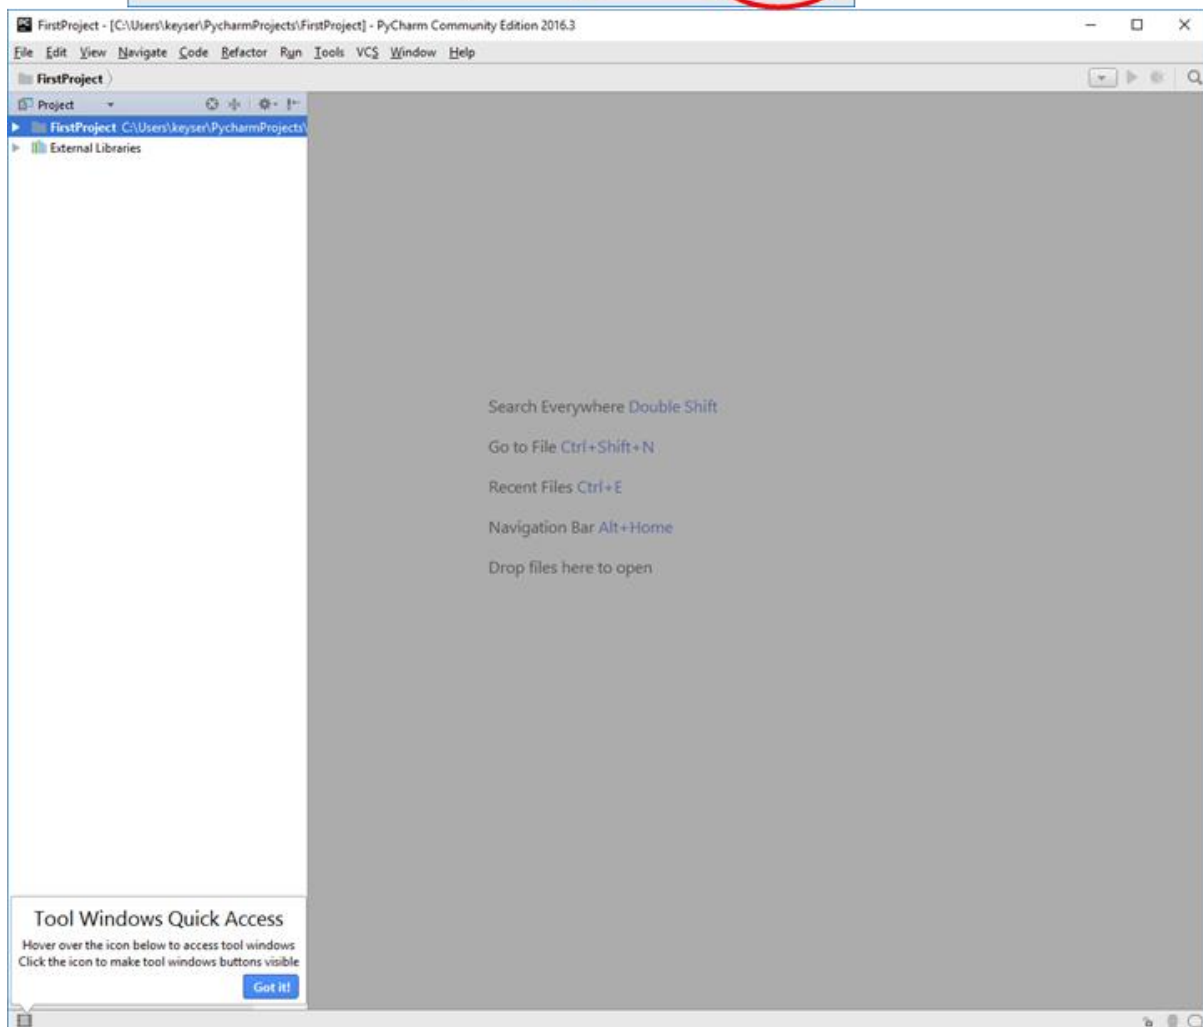 FirstProject - [C:\Users\keyser\PycharmProjects\FirstProject] - PyCharm Community Edition 2016.3
File Edit View Navigate Code Refactor Run Tools VCS Window Help
FirstProject
Project
FirstProject C:\Users\keyser\PycharmProjects\
External Libraries
Search Everywhere Double Shift
Go to File Ctrl+Shift+N
Recent Files Ctrl+E
Navigation Bar Alt+Home
Drop files here to open
Tool Windows Quick Access
Hover over the icon below to access tool windows
Click the icon to make tool windows buttons visible
Got it!